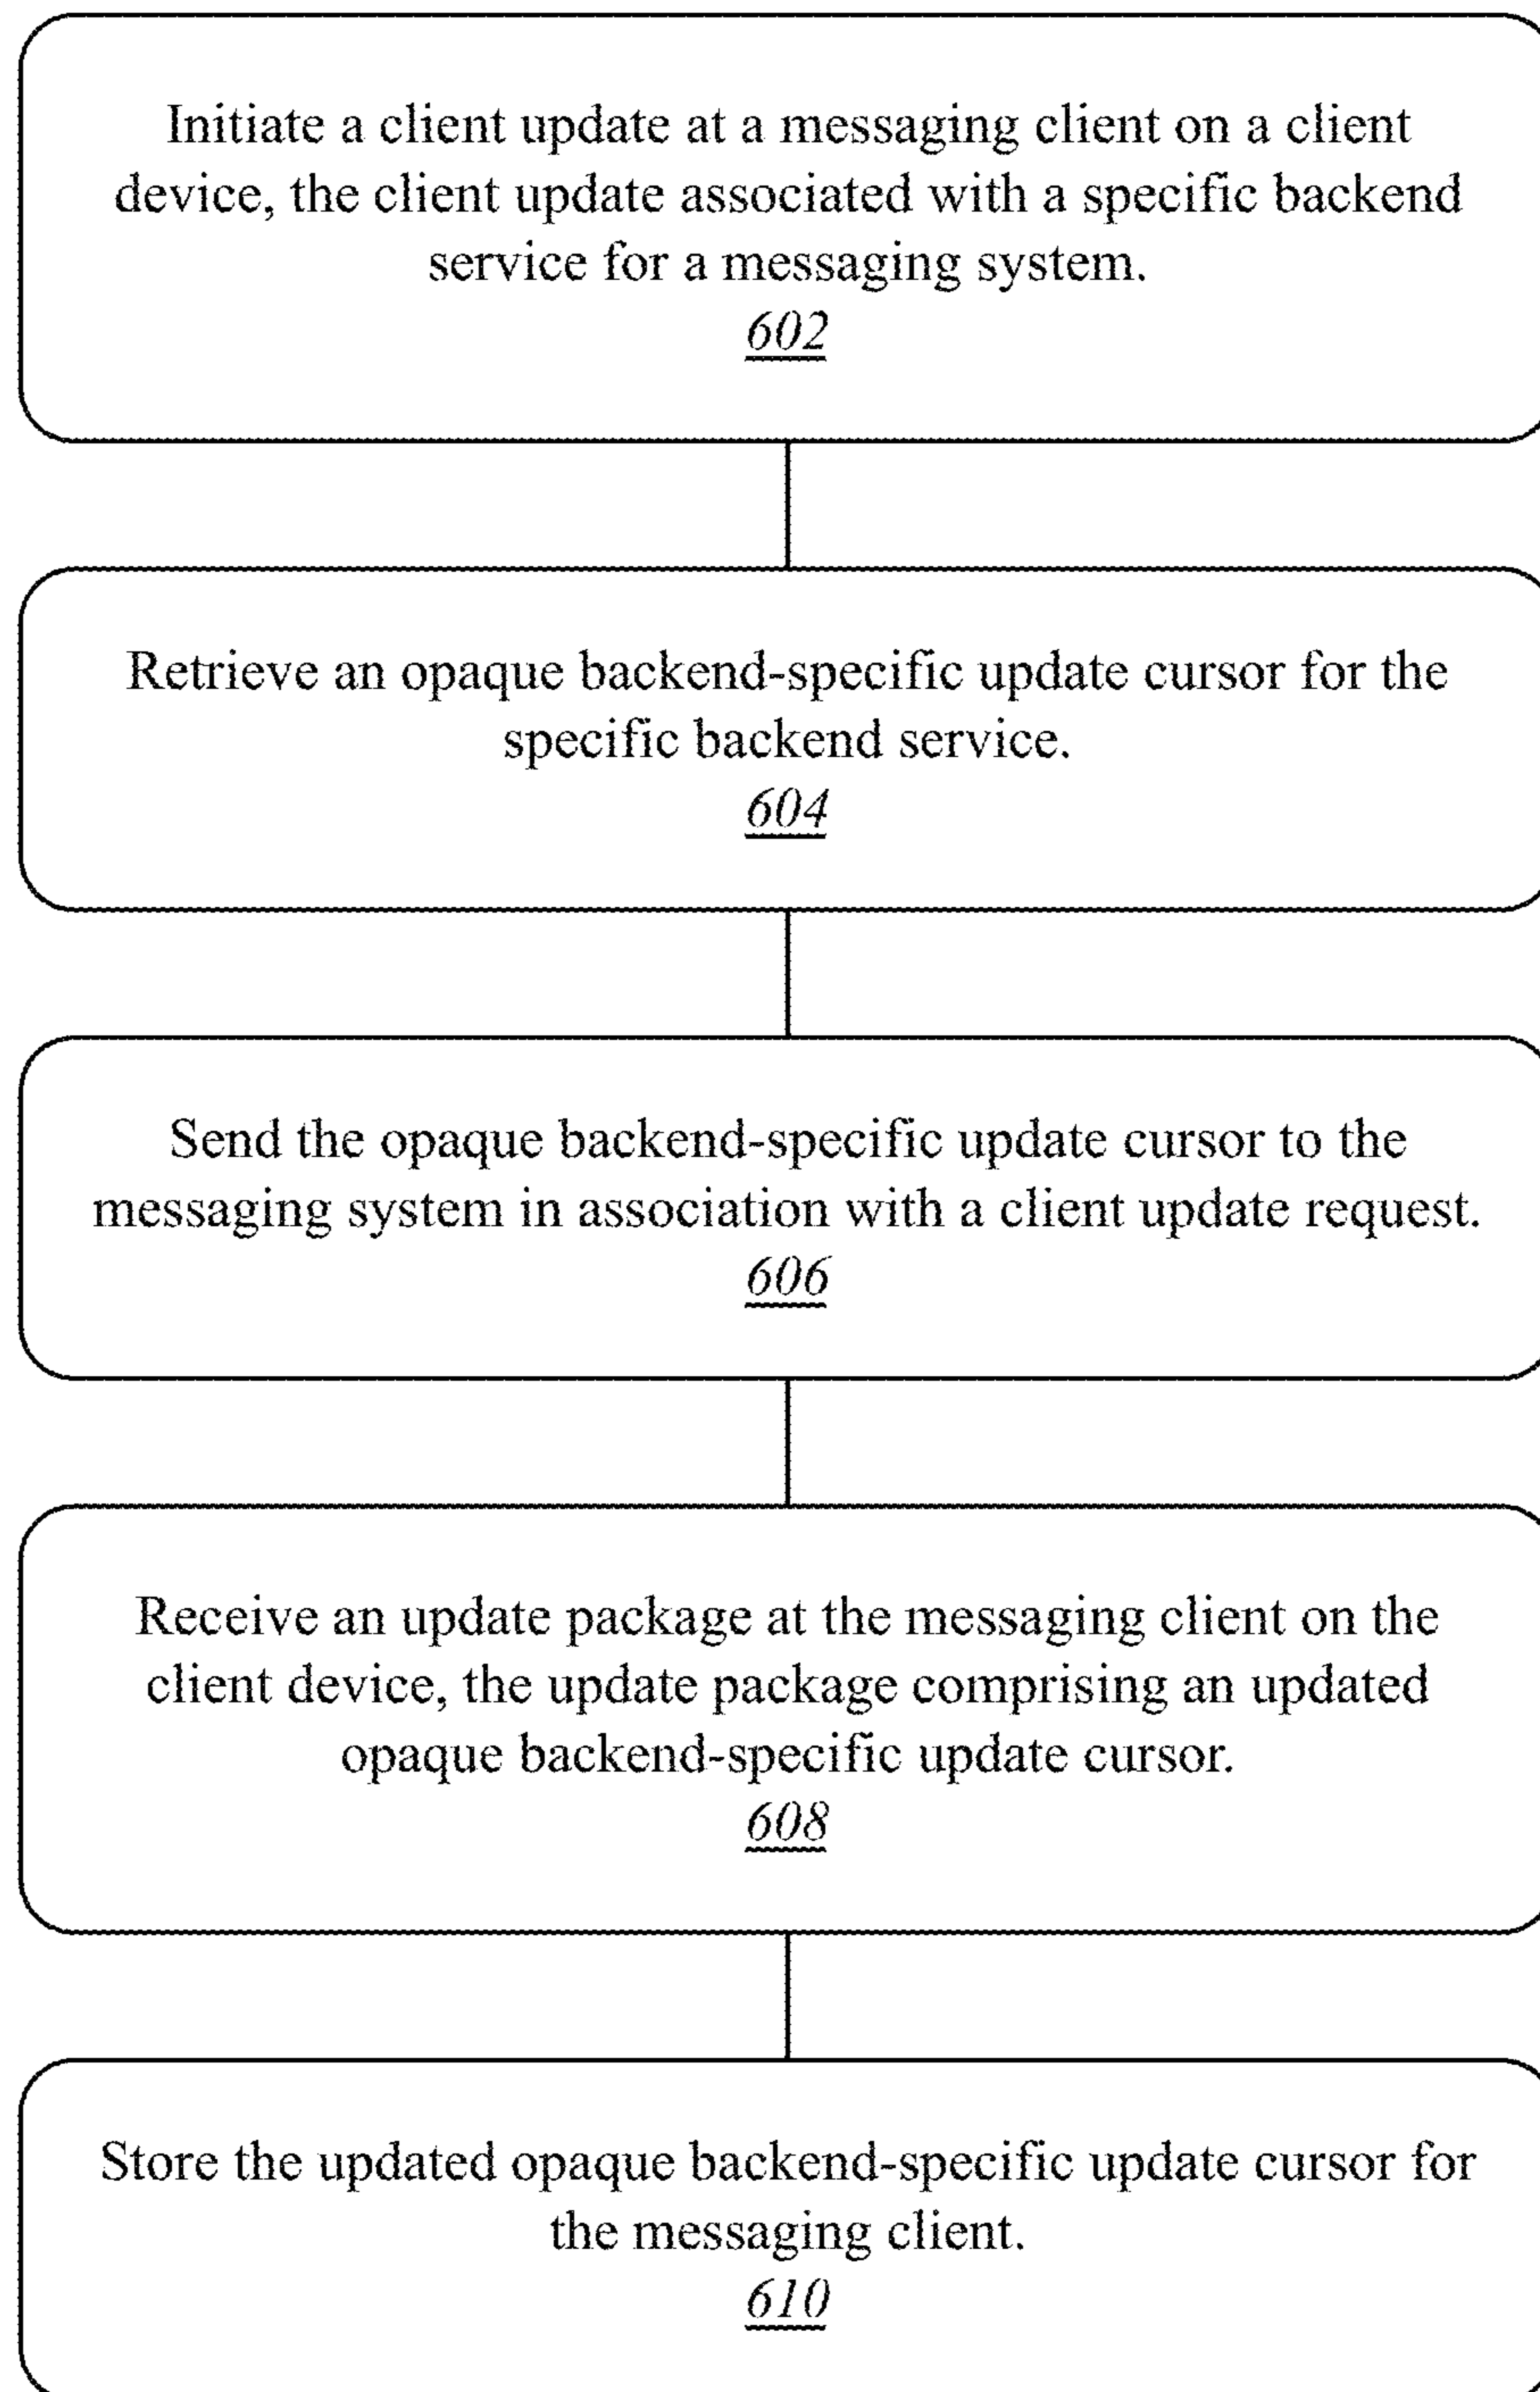 Initiate a client update at a messaging client on a client
device, the client update associated with a specific backend
service for a messaging system.
602
Retrieve an opaque backend-specific update cursor for the
specific backend service.
604
Send the opaque backend-specific update cursor to the
messaging system in association with a client update request.
606
Receive an update package at the messaging client on the
client device, the update package comprising an updated
opaque backend-specific update cursor.
608
Store the updated opaque backend-specific update cursor for
the messaging client.
610